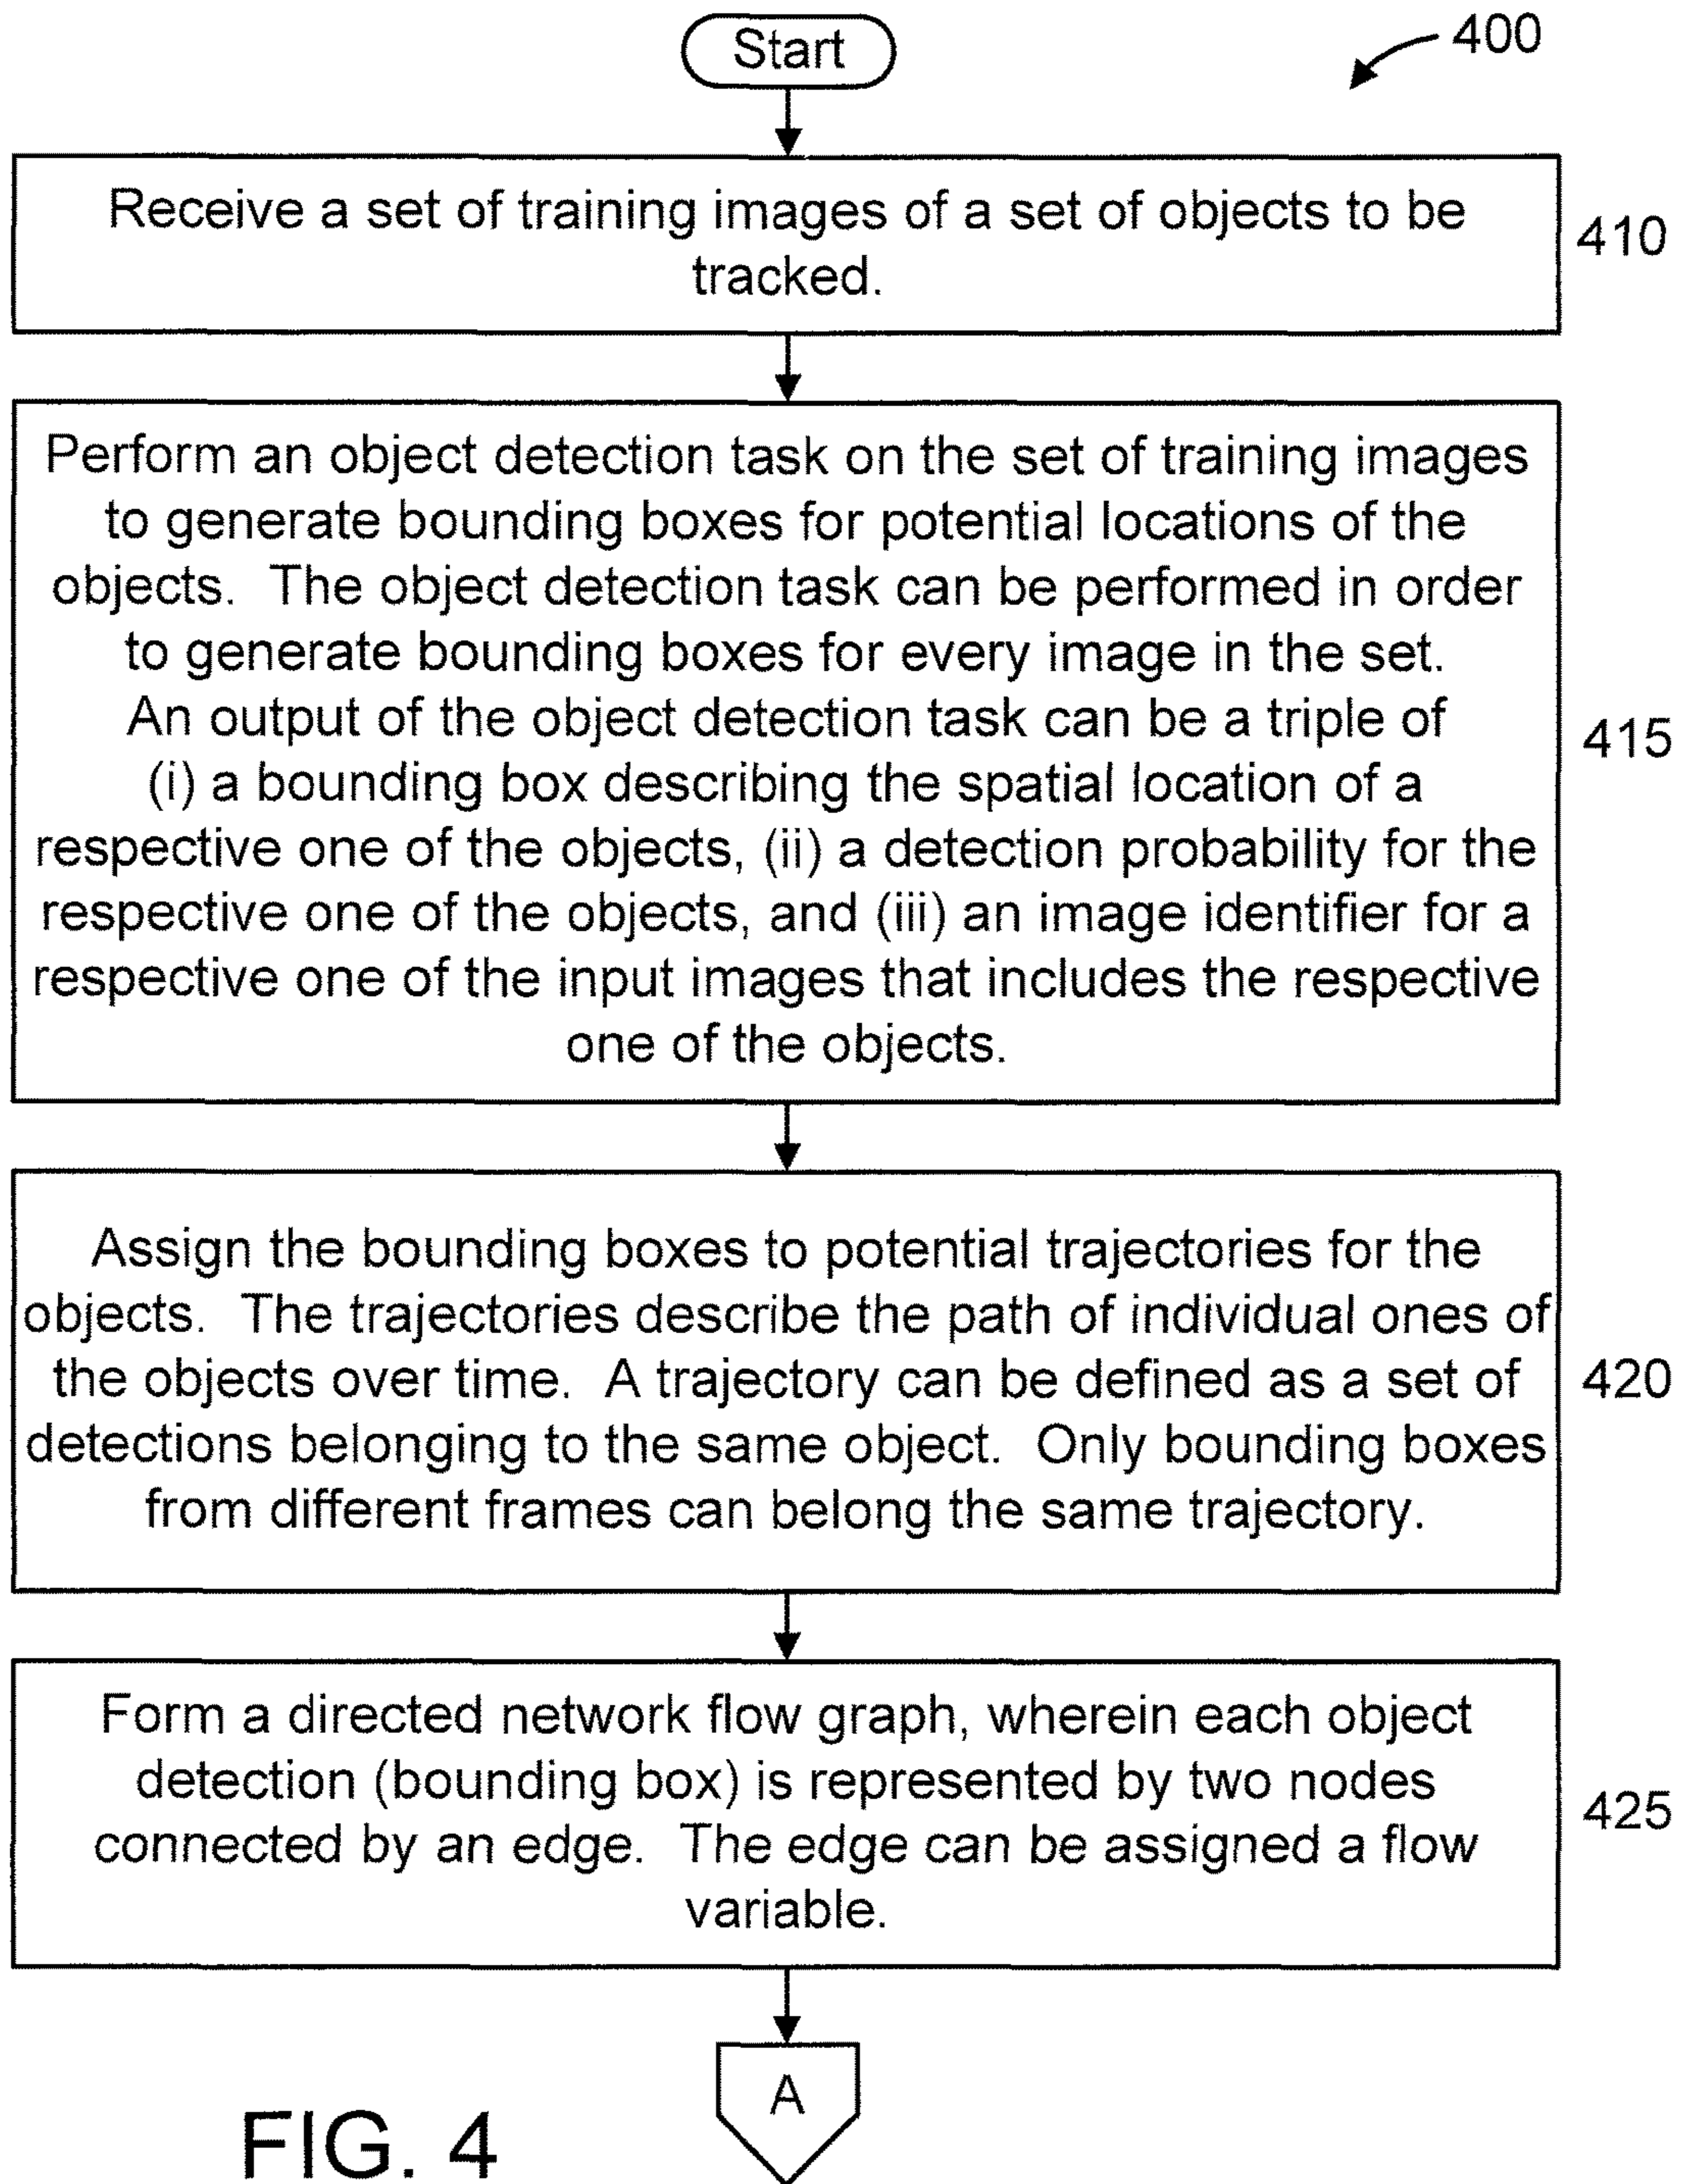 Start
400
Receive a set of training images of a set of objects to be
tracked.
410
Perform an object detection task on the set of training images
to generate bounding boxes for potential locations of the
objects. The object detection task can be performed in order
to generate bounding boxes for every image in the set.
An output of the object detection task can be a triple of
(i) a bounding box describing the spatial location of a
respective one of the objects, (ii) a detection probability for the
respective one of the objects, and (iii) an image identifier for a
respective one of the input images that includes the respective
one of the objects.
415
Assign the bounding boxes to potential trajectories for the
objects. The trajectories describe the path of individual ones of
the objects over time. A trajectory can be defined as a set of
detections belonging to the same object. Only bounding boxes
from different frames can belong the same trajectory.
420
Form a directed network flow graph, wherein each object
detection (bounding box) is represented by two nodes
connected by an edge. The edge can be assigned a flow
variable.
425
A
FIG. 4